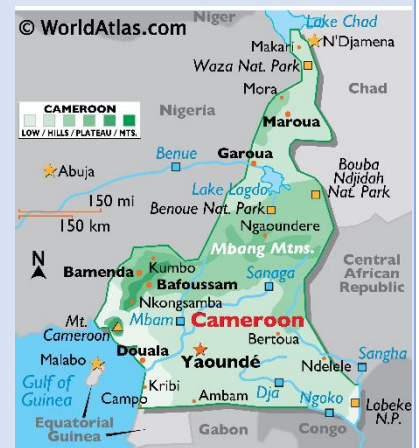 © WorldAtlas.com
Niger
Lake Chad
Makari
N'Djamena
Waza Nat. Park
Mora
Chad
CAMEROON
LOW / HILLS / PLATEAU / MTS.
Nigeria
Maroua
Benue
Garoua
Abuja
Bouba
Ndjidah
Nat. Park
Lake Lagdo
150 mi
150 km
Benoue Nat. Park
Ngaoundere
Mbang Mtns.
N
Central
African
Republic
Kumbo
Bamenda
Bafoussam
Sanaga
Nkongsamba
Mt.
Cameroon
Mbam
Cameroon
Bertoua
Malabo
Douala
Yaoundé
Ndelele
Sangha
Gulf of
Guinea
Kribi
Dja
Ngoko
Lobeke
N.P.
Campo
Ambam
Equatorial
Guinea
Gabon
Congo